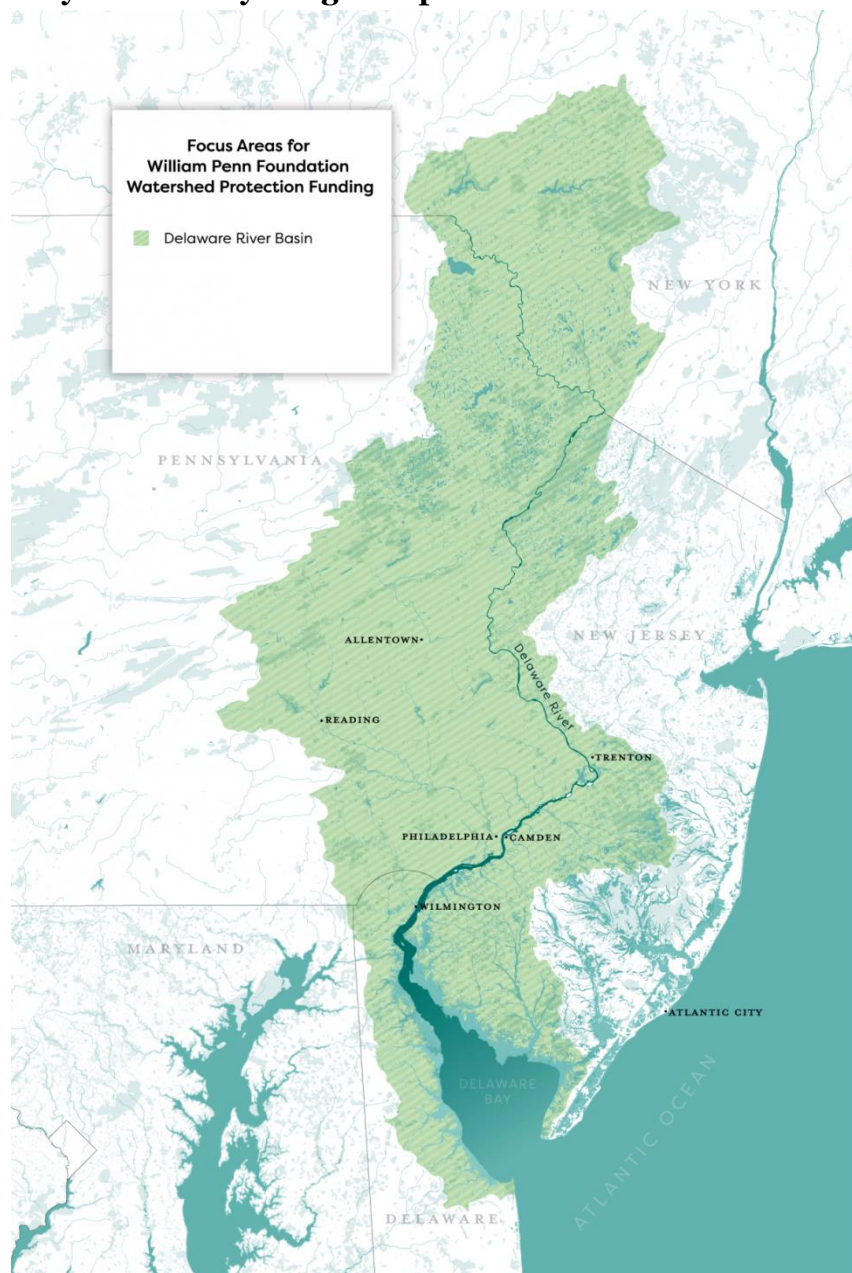 Focus Areas for
William Penn Foundation
Watershed Protection Funding
Delaware River Basin
NEW YORK
PENNSYLVANIA
ALLENTOWN
NEW JERSEY
Delaware River
READING
TRENTON
PHILADELPHIA
CAMDEN
WILMINGTON
MARYLAND
ATLANTIC CITY
DELAWARE
BAY
ATLANTIC OCEAN
DELAWARE